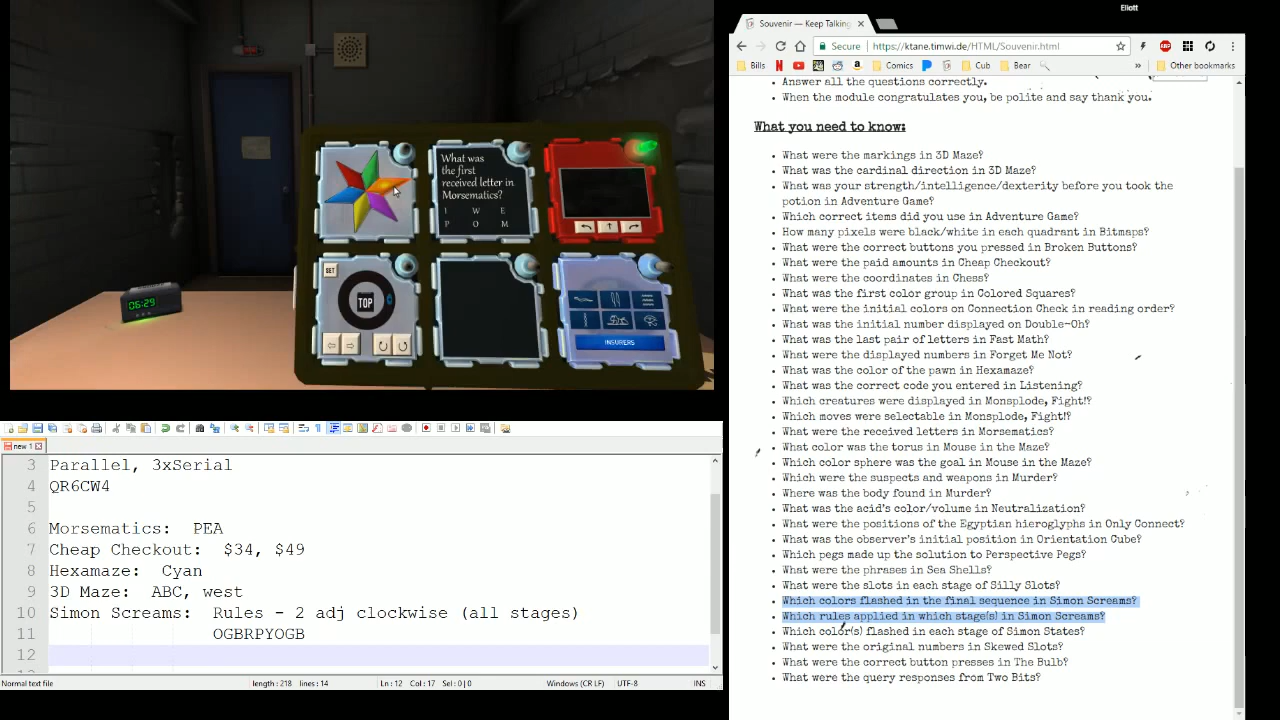 Eliott
Souvenir — Keep Talking
Secure
https://ktane.timwi.de/HTML/Souvenir.html
Bills
Comics
Cub
Bear
»
Other bookmarks
Answer all the questions correctly.
When the module congratulates you, be polite and say thank you.
What you need to know:
What were the markings in 3D Maze?
What was the cardinal direction in 3D Maze?
What was your strength/intelligence/dexterity before you took the
potion in Adventure Game?
Which correct items did you use in Adventure Game?
How many pixels were black/white in each quadrant in Bitmaps?
What were the correct buttons you pressed in Broken Buttons?
What were the paid amounts in Cheap Checkout?
What were the coordinates in Chess?
What was the first color group in Colored Squares?
What were the initial colors on Connection Check in reading order?
What was the initial number displayed on Double-Oh?
What was the last pair of letters in Fast Math?
What were the displayed numbers in Forget Me Not?
What was the color of the pawn in Hexamaze?
What was the correct code you entered in Listening?
Which creatures were displayed in Monsplode, Fight!?
Which moves were selectable in Monsplode, Fight!?
What were the received letters in Morsematics?
What color was the torus in Mouse in the Maze?
Which color sphere was the goal in Mouse in the Maze?
Which were the suspects and weapons in Murder?
Where was the body found in Murder?
What was the acid's color/volume in Neutralization?
What were the positions of the Egyptian hieroglyphs in Only Connect?
What was the observer's initial position in Orientation Cube?
Which pegs made up the solution to Perspective Pegs?
What were the phrases in Sea Shells?
What were the slots in each stage of Silly Slots?
Which colors flashed in the final sequence in Simon Screams?
Which rules applied in which stage(s) in Simon Screams?
Which color(s) flashed in each stage of Simon States?
What were the original numbers in Skewed Slots?
What were the correct button presses in The Bulb?
What were the query responses from Two Bits?
What was
the first
received letter in
Morsematics?
I W E
P O M
SET
TOP
INSURERS
06:29
new 1
3 Parallel, 3xSerial
4 QR6CW4
5
6 Morsematics: PEA
7 Cheap Checkout: $34, $49
8 Hexamaze: Cyan
9 3D Maze: ABC, west
10 Simon Screams: Rules - 2 adj clockwise (all stages)
11 OGBRPYOGB
12
Normal text file
length : 218 lines : 14
Ln : 12 Col : 17 Sel : 0 | 0
Windows (CR LF)
UTF-8
INS